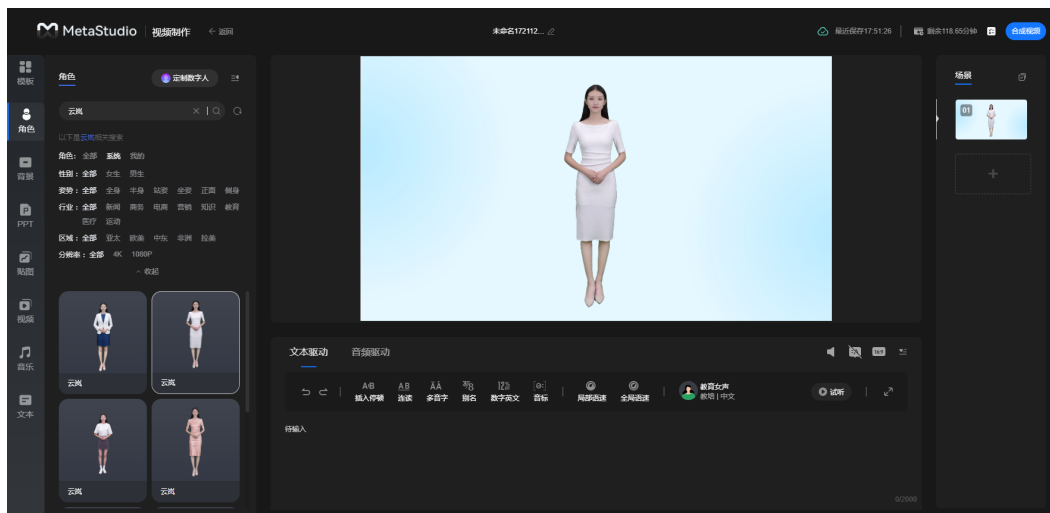 MetaStudio 视频制作 返回
未命名172112...
最近保存17:51:26
剩余118.65分钟
合成视频
模板
角色
背景
PPT
贴图
视频
音乐
文本
角色
定制数字人
云岚
以下是云岚相关搜索
角色: 全部 系统 我的
性别: 全部 女生 男生
姿势: 全部 全身 半身 站姿 坐姿 正面 侧身
行业: 全部 新闻 商务 电商 营销 知识 教育
医疗 运动
区域: 全部 亚太 欧美 中东 非洲 拉美
分辨率: 全部 4K 1080P
收起
云岚
云岚
云岚
云岚
文本驱动 音频驱动
16:9
插入停顿 连读 多音字 别名 数字英文 音标 局部语速 全局语速
教育女声
教培 | 中文
试听
待输入
0/2000
场景
01